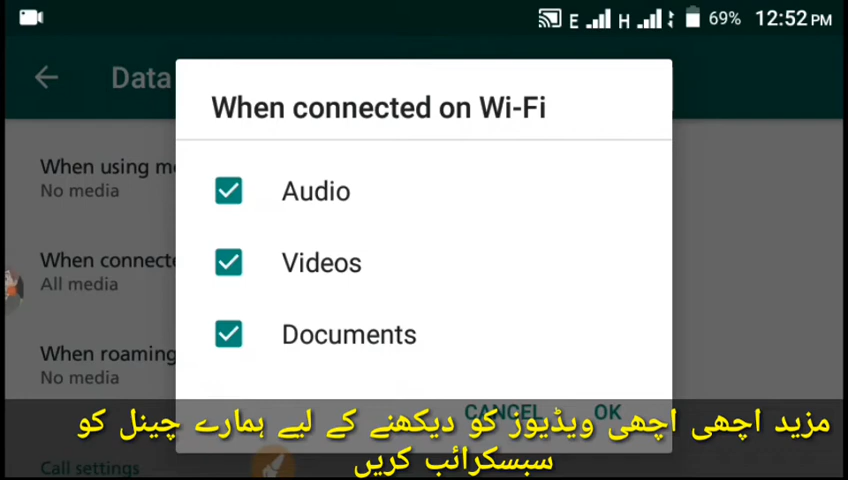 E H 69% 12:52 PM
Data
When connected on Wi-Fi
When using m
No media
Audio
When connect
All media
Videos
When roaming
No media
Documents
CANCEL OK
مزید اچھی اچھی ویڈیوز کو دیکھنے کے لیے ہمارے چینل کو
سبسکرائب کریں
Call settings